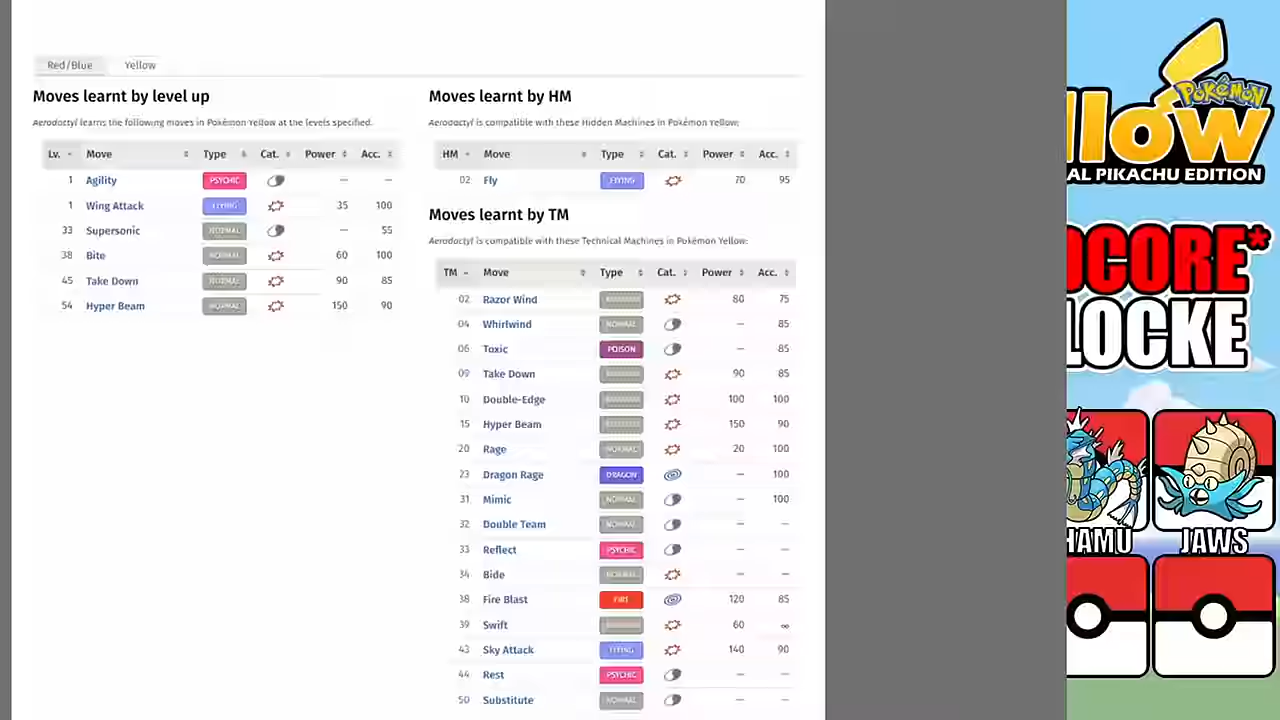 Red/Blue Yellow
Moves learnt by level up
Aerodactyl learns the following moves in Pokémon Yellow at the levels specified.
Lv. Move Type Cat. Power Acc.
1 Agility PSYCHIC — —
1 Wing Attack FLYING 35 100
33 Supersonic NORMAL — 55
38 Bite NORMAL 60 100
45 Take Down NORMAL 90 85
54 Hyper Beam NORMAL 150 90
Moves learnt by HM
Aerodactyl is compatible with these Hidden Machines in Pokémon Yellow:
HM Move Type Cat. Power Acc.
02 Fly FLYING 70 95
Moves learnt by TM
Aerodactyl is compatible with these Technical Machines in Pokémon Yellow:
TM Move Type Cat. Power Acc.
02 Razor Wind 80 75
04 Whirlwind NORMAL — 85
06 Toxic POISON — 85
09 Take Down 90 85
10 Double-Edge 100 100
15 Hyper Beam 150 90
20 Rage NORMAL 20 100
23 Dragon Rage DRAGON — 100
31 Mimic NORMAL — 100
32 Double Team NORMAL — —
33 Reflect PSYCHIC — —
34 Bide NORMAL — —
38 Fire Blast FIRE 120 85
39 Swift 60 ∞
43 Sky Attack FLYING 140 90
44 Rest PSYCHIC — —
50 Substitute NORMAL — —
POKéMON
llow
AL PIKACHU EDITION
DCORE*
LOCKE
HAMU JAWS